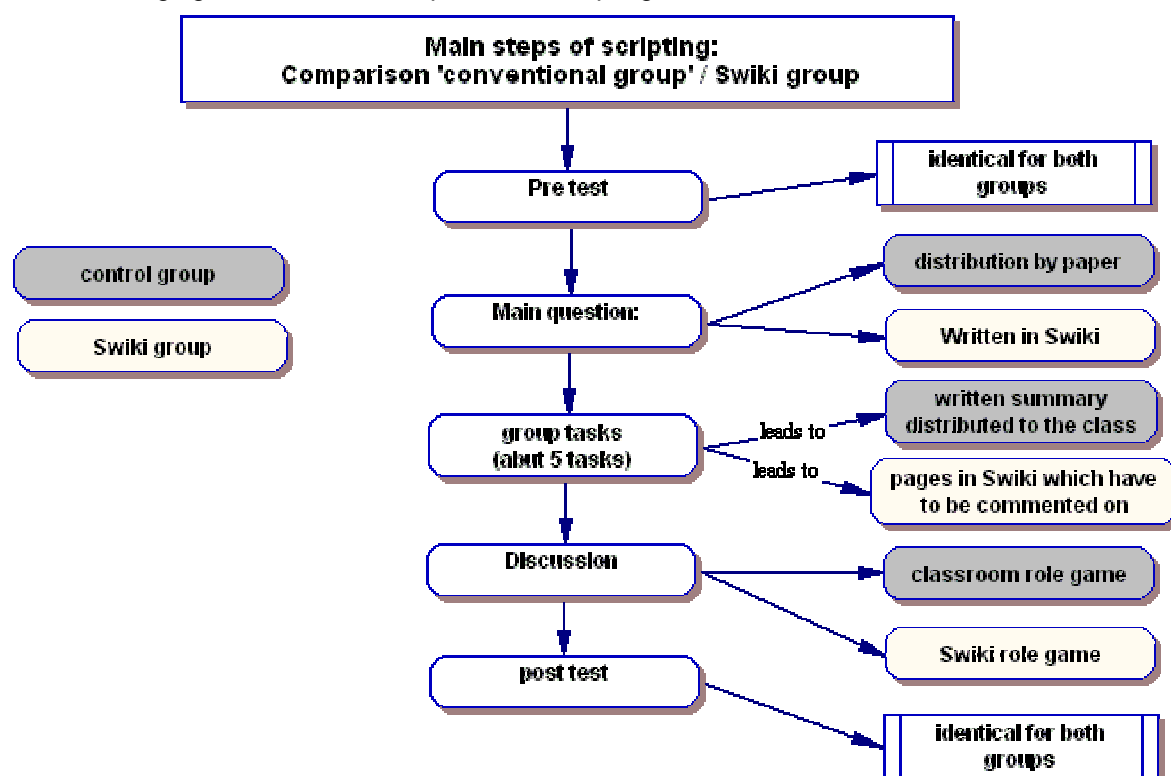 Main steps of scripting:
Comparison 'conventional group' / Swiki group
Pre test
identical for both
groups
control group
Swiki group
Main question:
distribution by paper
Written in Swiki
group tasks
(abut 5 tasks)
leads to
written summary
distributed to the class
leads to
pages in Swiki which have
to be commented on
Discussion
classroom role game
Swiki role game
post test
identical for both
groups